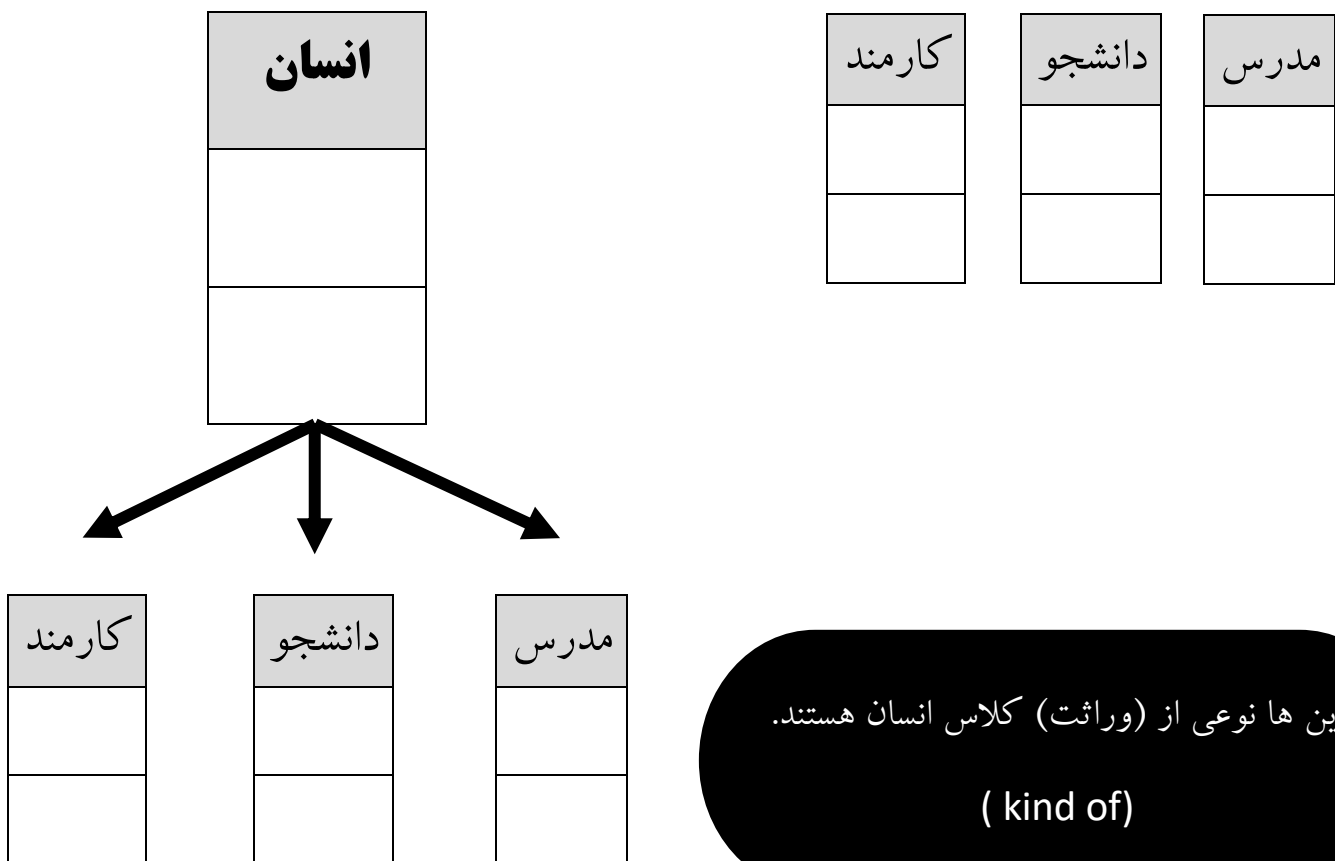 مدرس
دانشجو
کارمند
انسان
مدرس
دانشجو
کارمند
ین ها نوعی از (وراثت) کلاس انسان هستند.
( kind of)